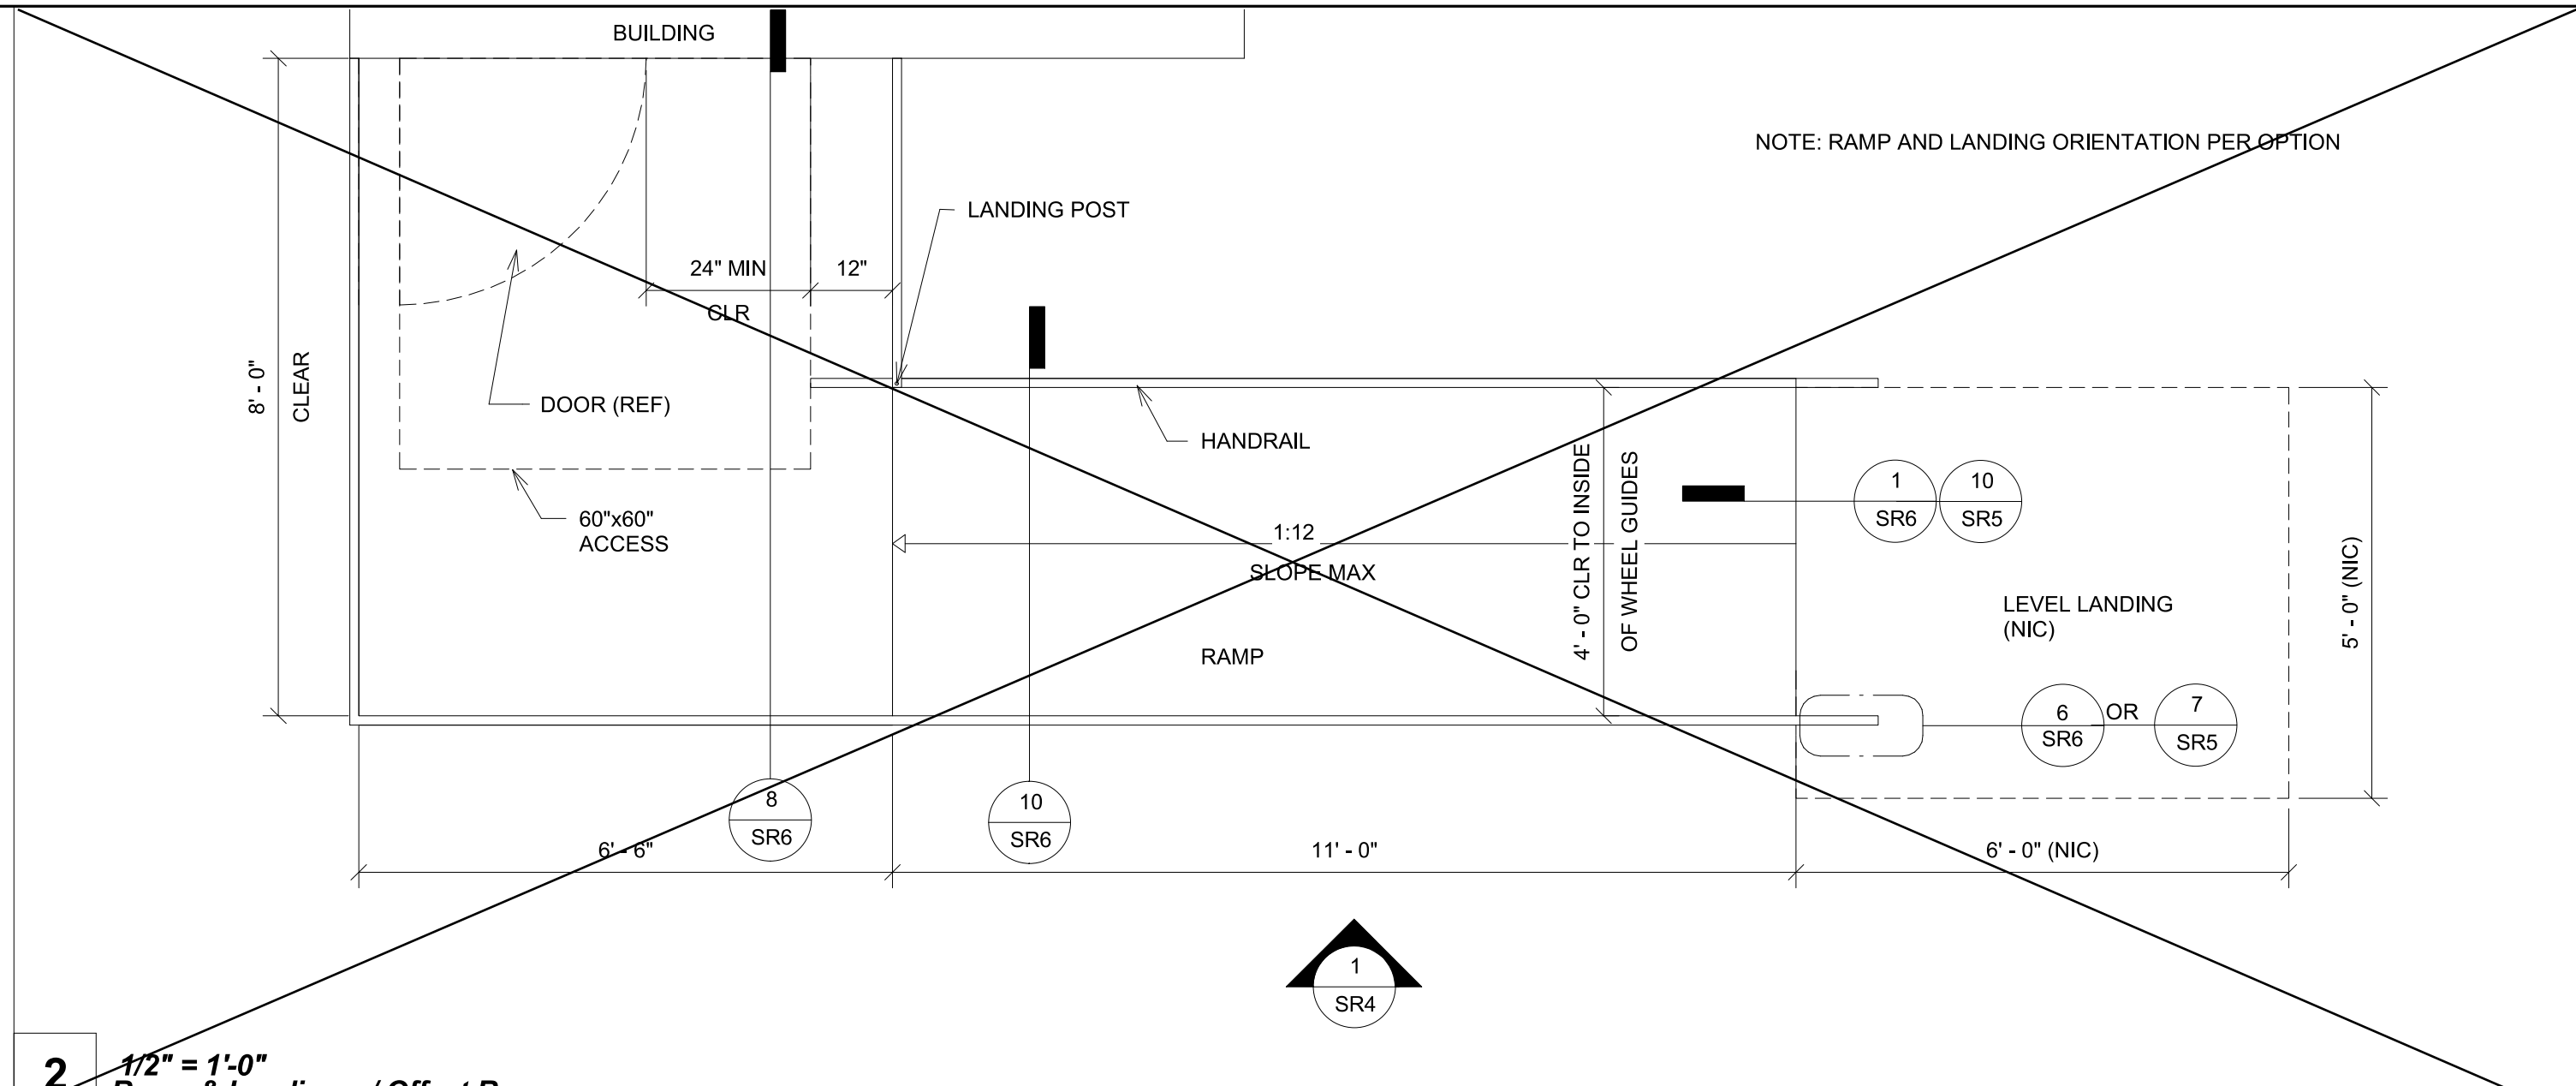 BUILDING
NOTE: RAMP AND LANDING ORIENTATION PER OPTION
LANDING POST
24" MIN
CLR
12"
8' - 0"
CLEAR
DOOR (REF)
HANDRAIL
60"x60"
ACCESS
1:12
SLOPE MAX
4' - 0" CLR TO INSIDE
OF WHEEL GUIDES
1
SR6
10
SR5
5' - 0" (NIC)
LEVEL LANDING
(NIC)
RAMP
6
SR6
OR
7
SR5
8
SR6
10
SR6
6' - 6"
11' - 0"
6' - 0" (NIC)
1
SR4
2
1/2" = 1'-0"